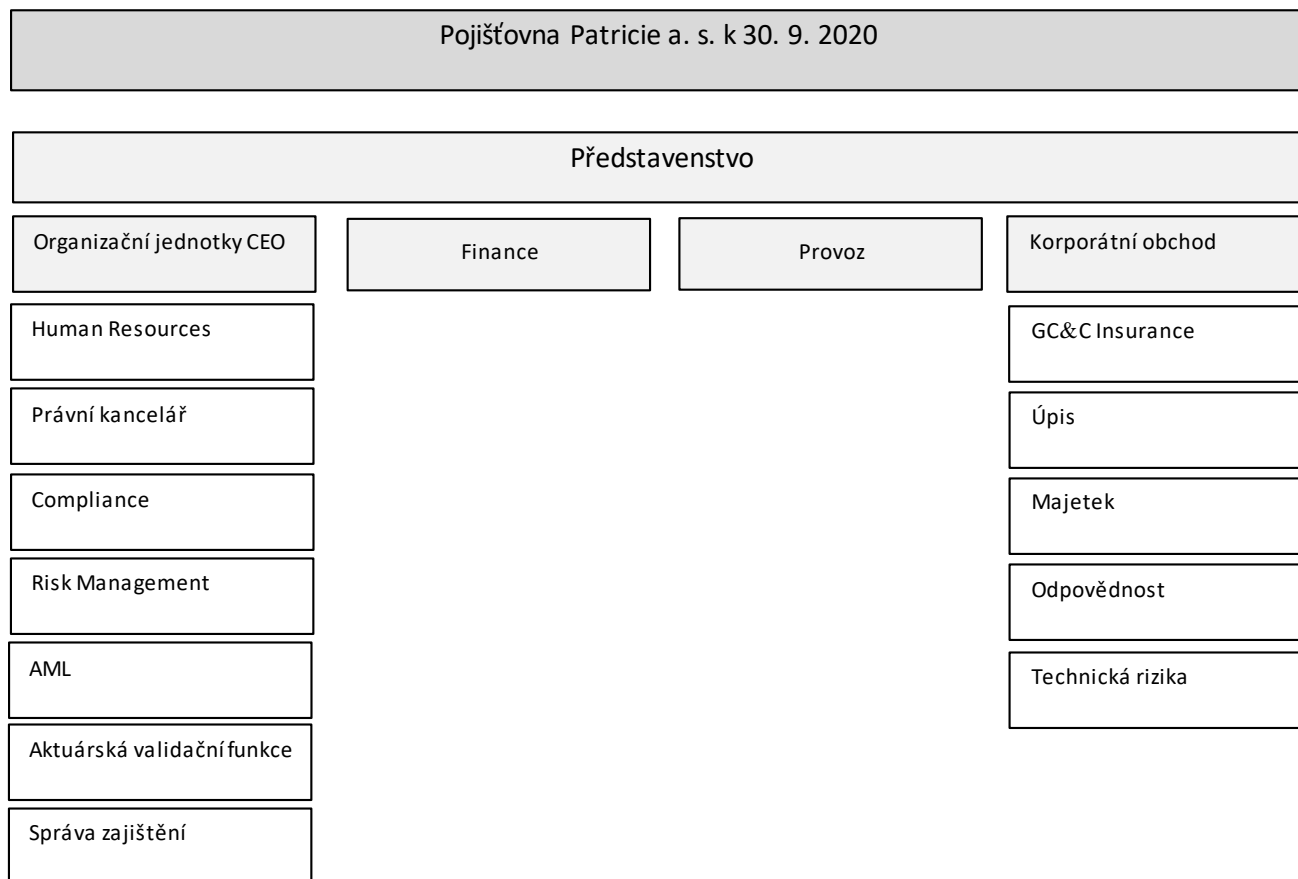 Pojišťovna Patricie a. s. k 30. 9. 2020
Představenstvo
Organizační jednotky CEO
Finance
Provoz
Korporátní obchod
Human Resources
Právní kancelář
Compliance
Risk Management
AML
Aktuárská validační funkce
Správa zajištění
GC&C Insurance
Úpis
Majetek
Odpovědnost
Technická rizika